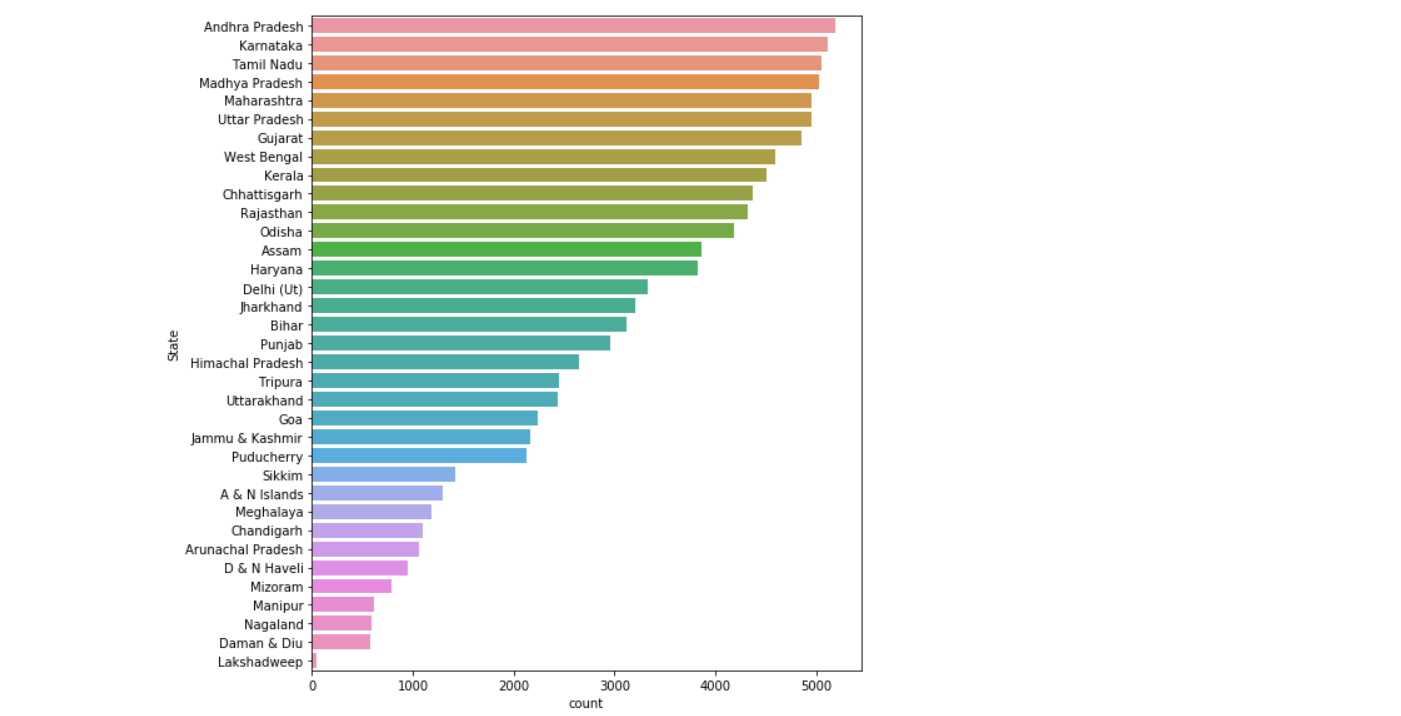 Andhra Pradesh
Karnataka
Tamil Nadu
Madhya Pradesh
Maharashtra
Uttar Pradesh
Gujarat
West Bengal
Kerala
Chhattisgarh
Rajasthan
Odisha
Assam
Haryana
Delhi (Ut)
Jharkhand
Bihar
Punjab
Himachal Pradesh
Tripura
Uttarakhand
Goa
Jammu & Kashmir
Puducherry
Sikkim
A & N Islands
Meghalaya
Chandigarh
Arunachal Pradesh
D & N Haveli
Mizoram
Manipur
Nagaland
Daman & Diu
Lakshadweep
State
0 1000 2000 3000 4000 5000
count